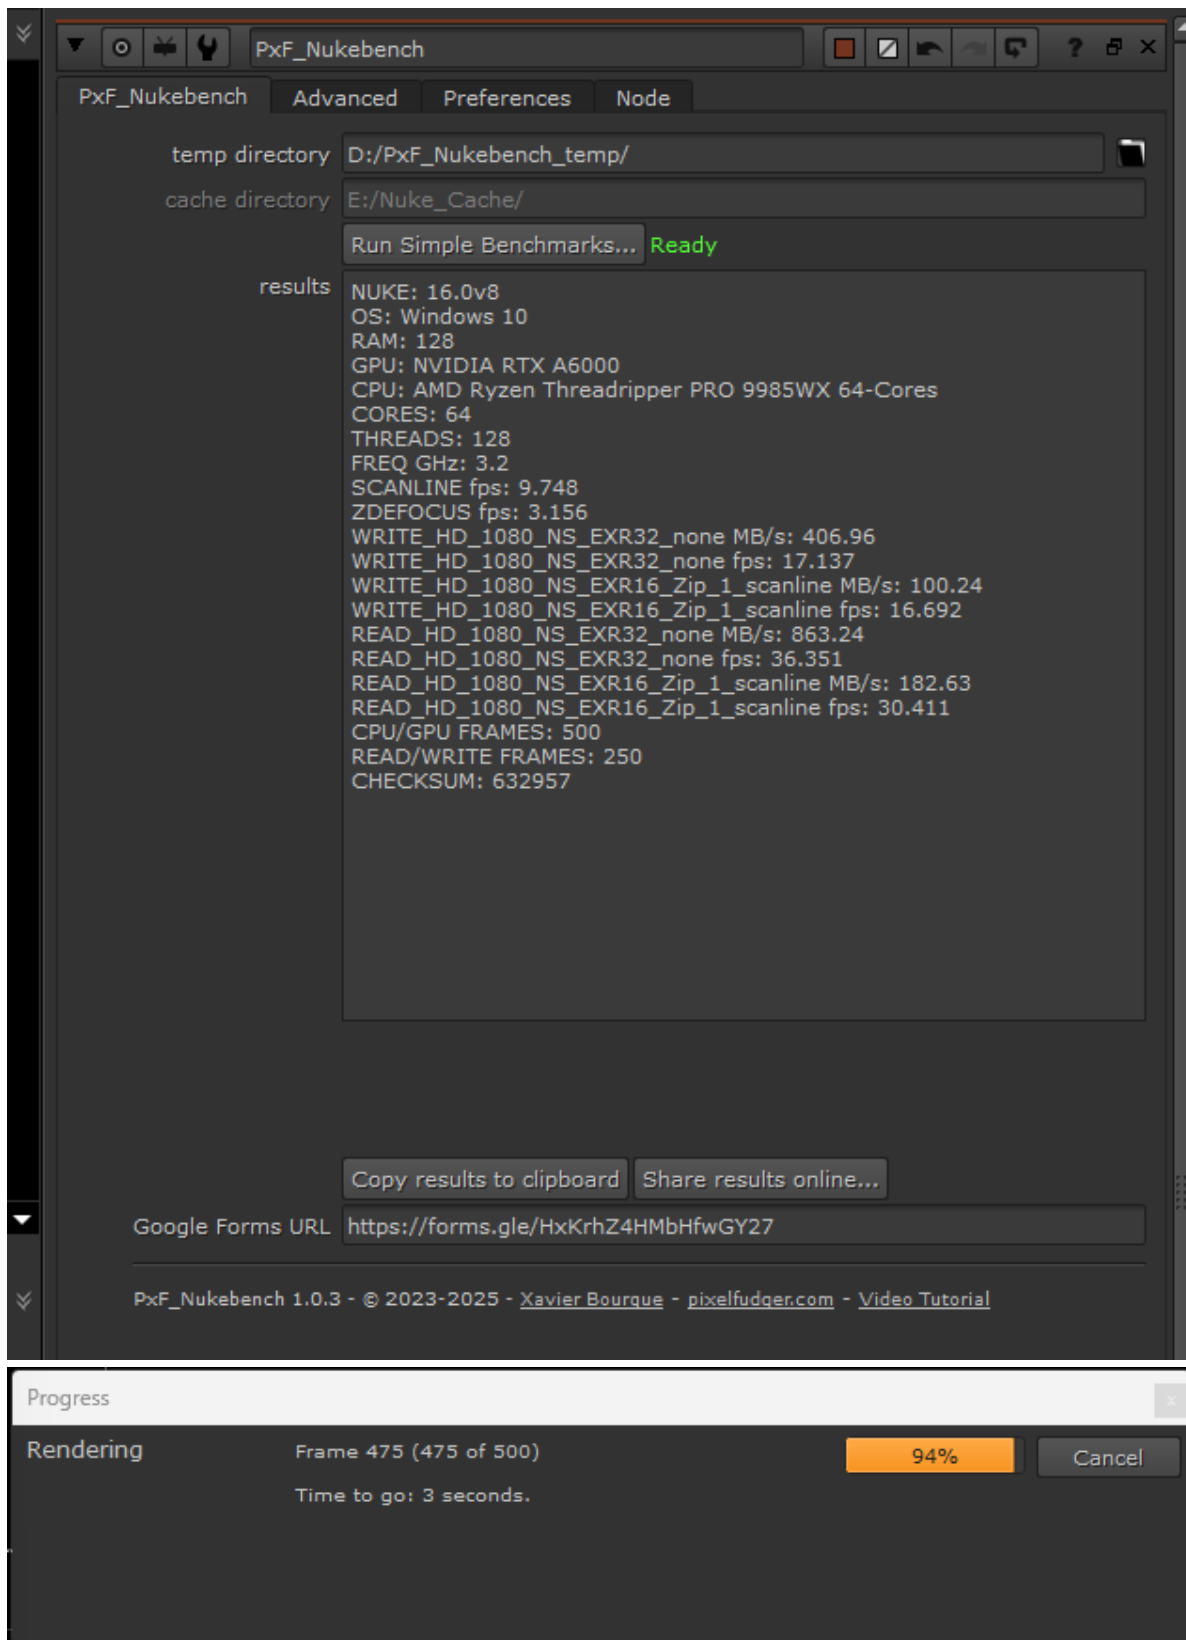 PxF_Nukebench
?
PxF_Nukebench Advanced Preferences Node
temp directory D:/PxF_Nukebench_temp/
cache directory E:/Nuke_Cache/
Run Simple Benchmarks... Ready
results
NUKE: 16.0v8
OS: Windows 10
RAM: 128
GPU: NVIDIA RTX A6000
CPU: AMD Ryzen Threadripper PRO 9985WX 64-Cores
CORES: 64
THREADS: 128
FREQ GHz: 3.2
SCANLINE fps: 9.748
ZDEFOCUS fps: 3.156
WRITE_HD_1080_NS_EXR32_none MB/s: 406.96
WRITE_HD_1080_NS_EXR32_none fps: 17.137
WRITE_HD_1080_NS_EXR16_Zip_1_scanline MB/s: 100.24
WRITE_HD_1080_NS_EXR16_Zip_1_scanline fps: 16.692
READ_HD_1080_NS_EXR32_none MB/s: 863.24
READ_HD_1080_NS_EXR32_none fps: 36.351
READ_HD_1080_NS_EXR16_Zip_1_scanline MB/s: 182.63
READ_HD_1080_NS_EXR16_Zip_1_scanline fps: 30.411
CPU/GPU FRAMES: 500
READ/WRITE FRAMES: 250
CHECKSUM: 632957
Copy results to clipboard Share results online...
Google Forms URL https://forms.gle/HxKrhZ4HMbHfwGY27
PxF_Nukebench 1.0.3 - © 2023-2025 - Xavier Bourque - pixelfudger.com - Video Tutorial
Progress
Rendering Frame 475 (475 of 500) 94% Cancel
Time to go: 3 seconds.